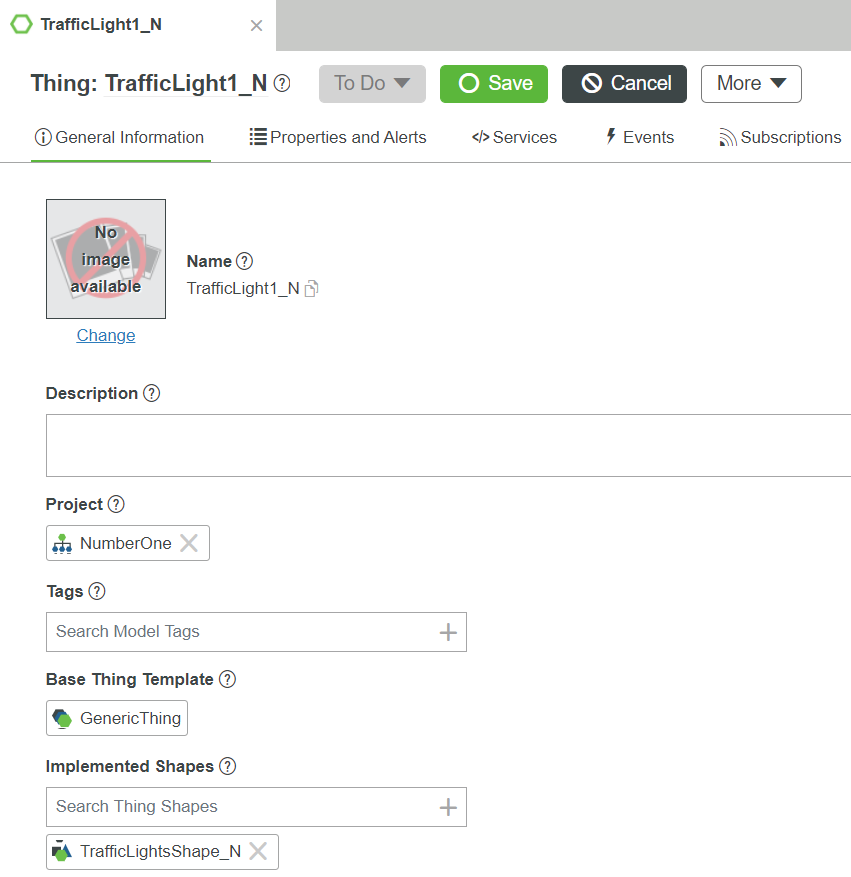 TrafficLight1_N
Thing: TrafficLight1_N To Do Save Cancel More
General Information Properties and Alerts Services Events Subscriptions
No
image
available
Name
TrafficLight1_N
Change
Description
Project
NumberOne
Tags
Search Model Tags
Base Thing Template
GenericThing
Implemented Shapes
Search Thing Shapes
TrafficLightsShape_N